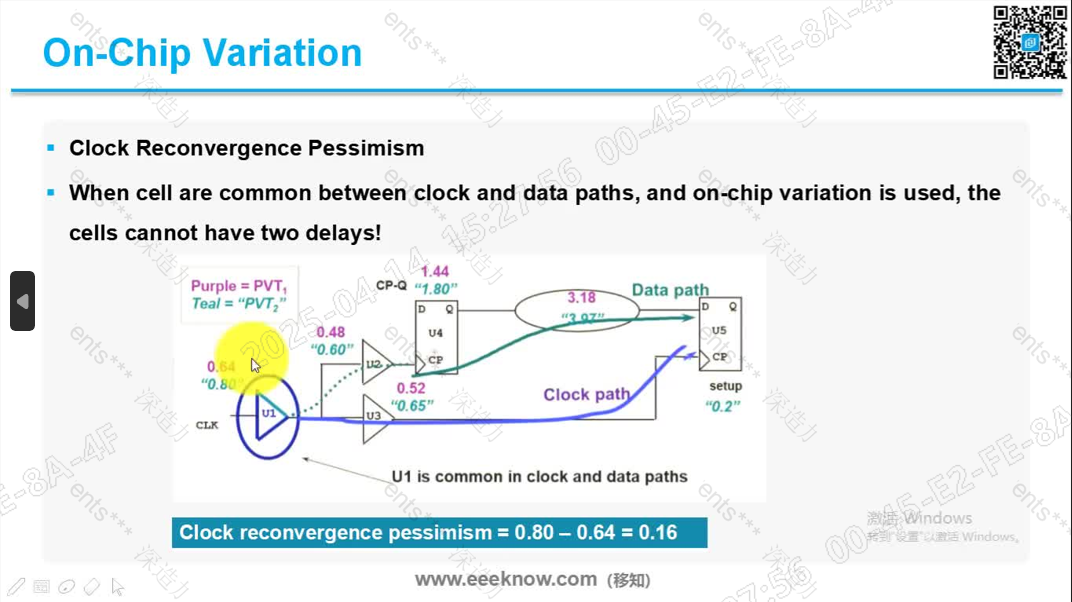 On-Chip Variation
Clock Reconvergence Pessimism
When cell are common between clock and data paths, and on-chip variation is used, the
cells cannot have two delays!
Purple = PVT₁
Teal = “PVT₂”
CP-Q
1.44
“1.80”
3.18
“3.97”
Data path
D Q
U4
CP
D Q
U5
CP
0.48
“0.60”
U2
0.64
“0.80”
U1
CLK
0.52
“0.65”
U3
Clock path
setup
“0.2”
U1 is common in clock and data paths
Clock reconvergence pessimism = 0.80 – 0.64 = 0.16
www.eeeknow.com（移知）
激活 Windows
转到“设置”以激活 Windows。
2025-04-14 15:27:56 00-45-E2-FE-8A-4F
ents***
深造